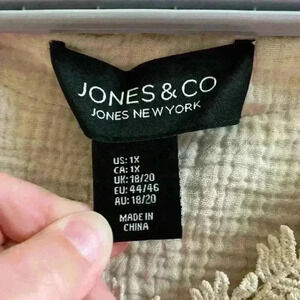 JONES & CO
JONES NEW YORK
US: 1X
CA: 1X
UK: 18/20
EU: 44/46
AU: 18/20
MADE IN
CHINA